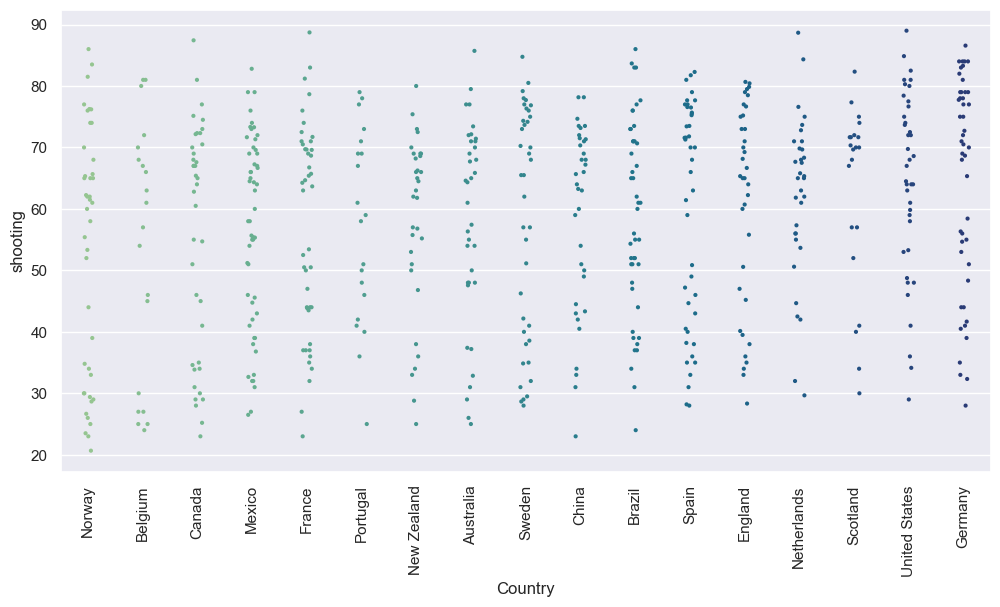 90
80
70
60
50
40
30
20
shooting
Norway
Belgium
Canada
Mexico
France
Portugal
New Zealand
Australia
Sweden
China
Brazil
Spain
England
Netherlands
Scotland
United States
Germany
Country